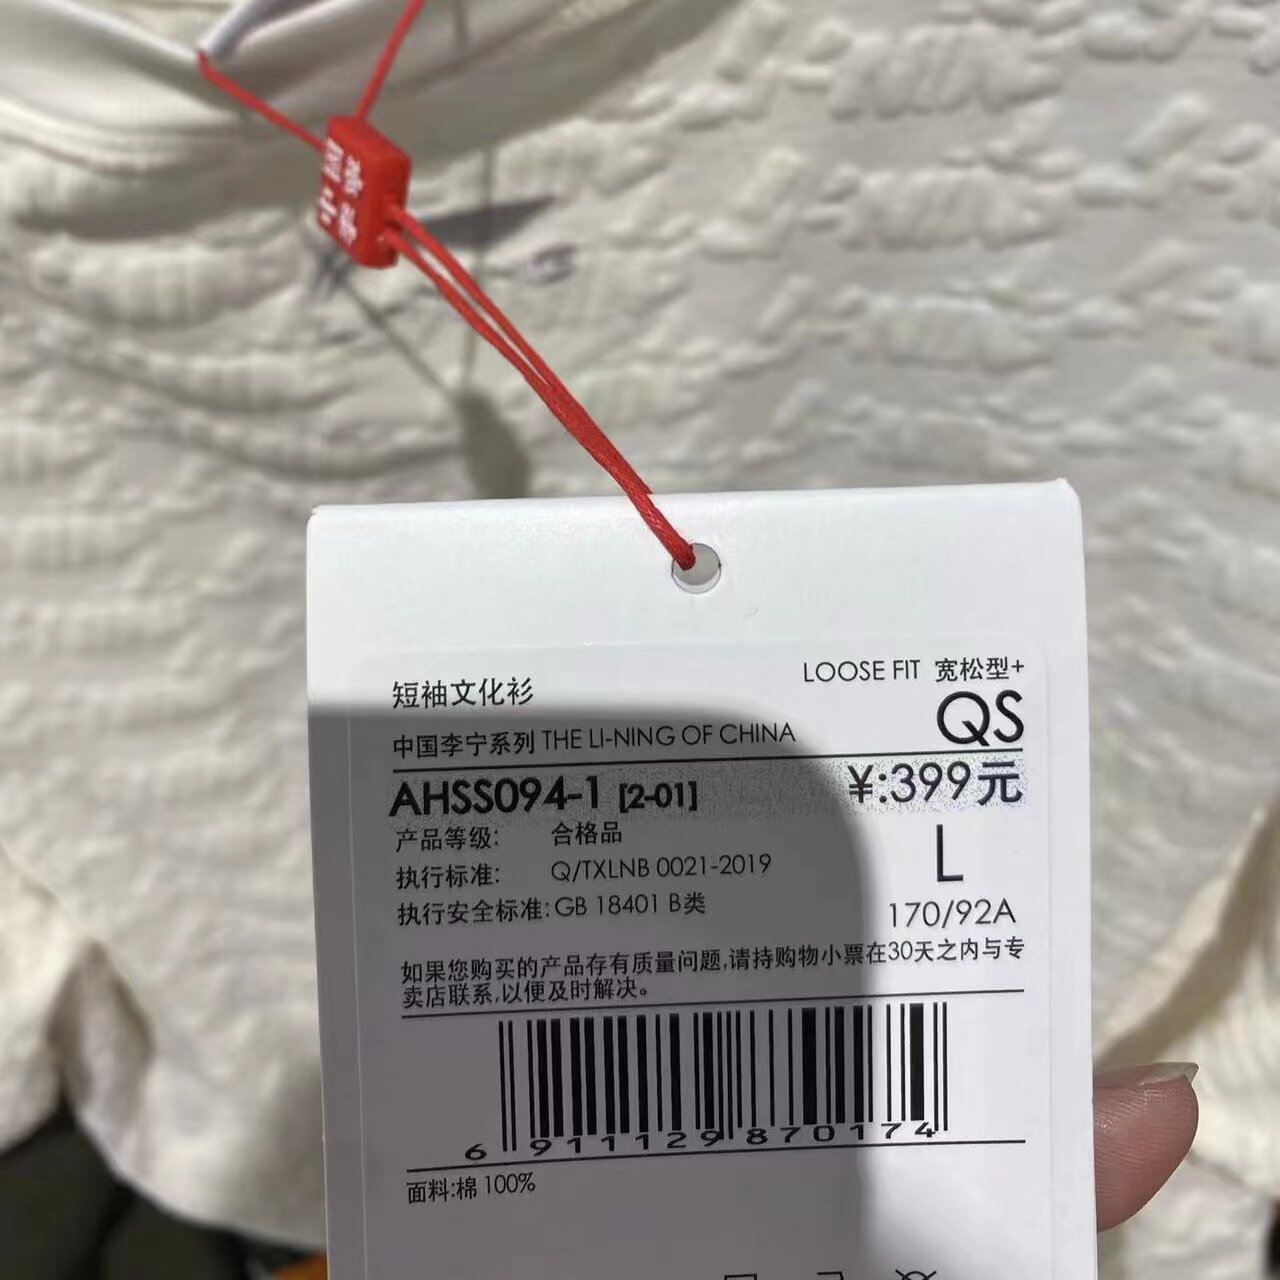 LOOSE FIT 宽松型+
短袖文化衫
QS
中国李宁系列 THE LI-NING OF CHINA
AHSS094-1 [2-01]
¥:399元
产品等级: 合格品
L
执行标准: Q/TXLNB 0021-2019
执行安全标准: GB 18401 B类
170/92A
如果您购买的产品存有质量问题,请持购物小票在30天之内与专
卖店联系,以便及时解决。
6 911129 870174
面料:棉 100%